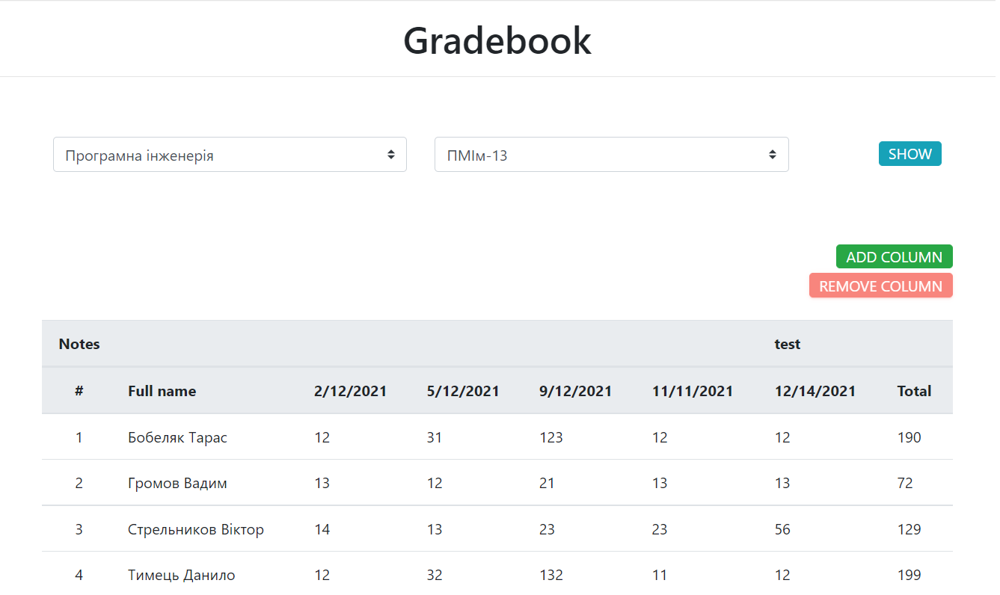 Gradebook
Програмна інженерія ПМІм-13 SHOW
ADD COLUMN
REMOVE COLUMN
Notes test
# Full name 2/12/2021 5/12/2021 9/12/2021 11/11/2021 12/14/2021 Total
1 Бобеляк Тарас 12 31 123 12 12 190
2 Громов Вадим 13 12 21 13 13 72
3 Стрельников Віктор 14 13 23 23 56 129
4 Тимець Данило 12 32 132 11 12 199